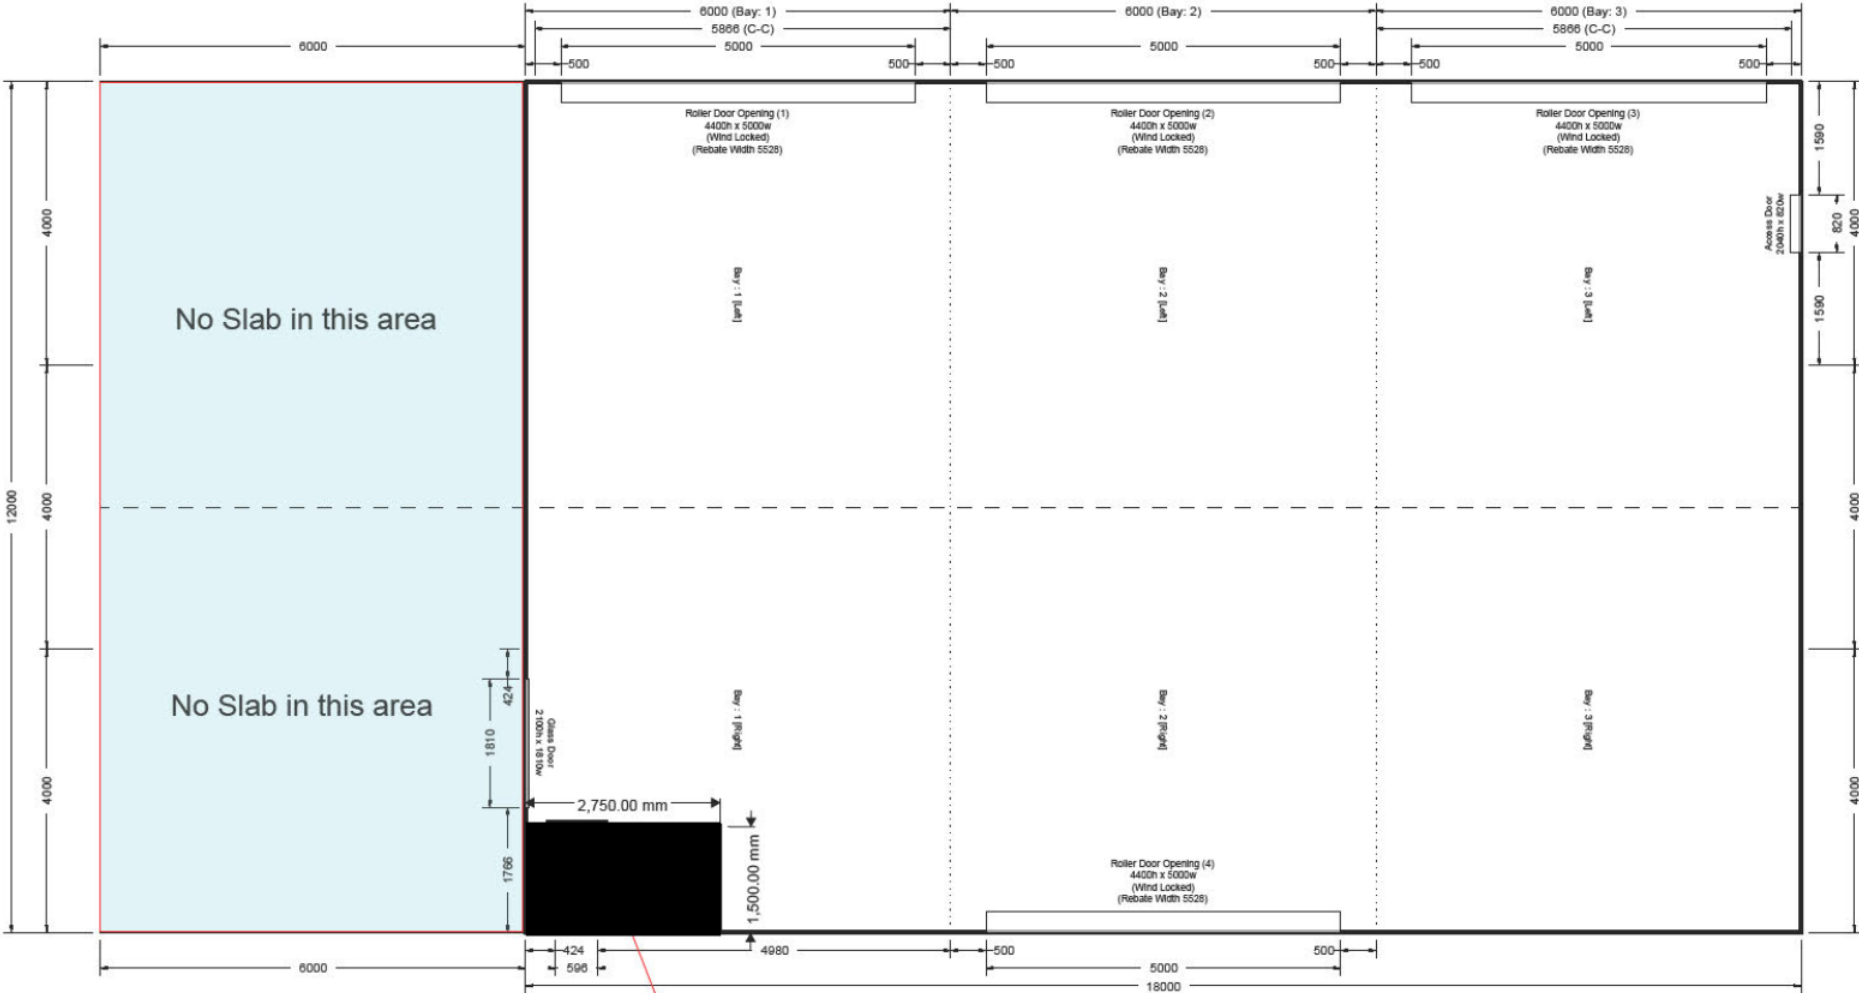 6000 (Bay: 1)
6000 (Bay: 2)
6000 (Bay: 3)
5866 (C-C)
5866 (C-C)
6000
5000
5000
5000
500
500
500
500
500
500
Roller Door Opening (1)
4400h x 5000w
(Wind Locked)
(Rebate Width 5528)
Roller Door Opening (2)
4400h x 5000w
(Wind Locked)
(Rebate Width 5528)
Roller Door Opening (3)
4400h x 5000w
(Wind Locked)
(Rebate Width 5528)
1590
4000
Access Door
2040h x 820w
820
4000
Bay : 1 [Left]
Bay : 2 [Left]
Bay : 3 [Left]
1590
No Slab in this area
12000
4000
4000
No Slab in this area
424
1810
Glass Door
2100h x 1810w
Bay : 1 [Right]
Bay : 2 [Right]
Bay : 3 [Right]
4000
4000
2,750.00 mm
1766
1,500.00 mm
Roller Door Opening (4)
4400h x 5000w
(Wind Locked)
(Rebate Width 5528)
424
4980
500
500
6000
596
5000
18000